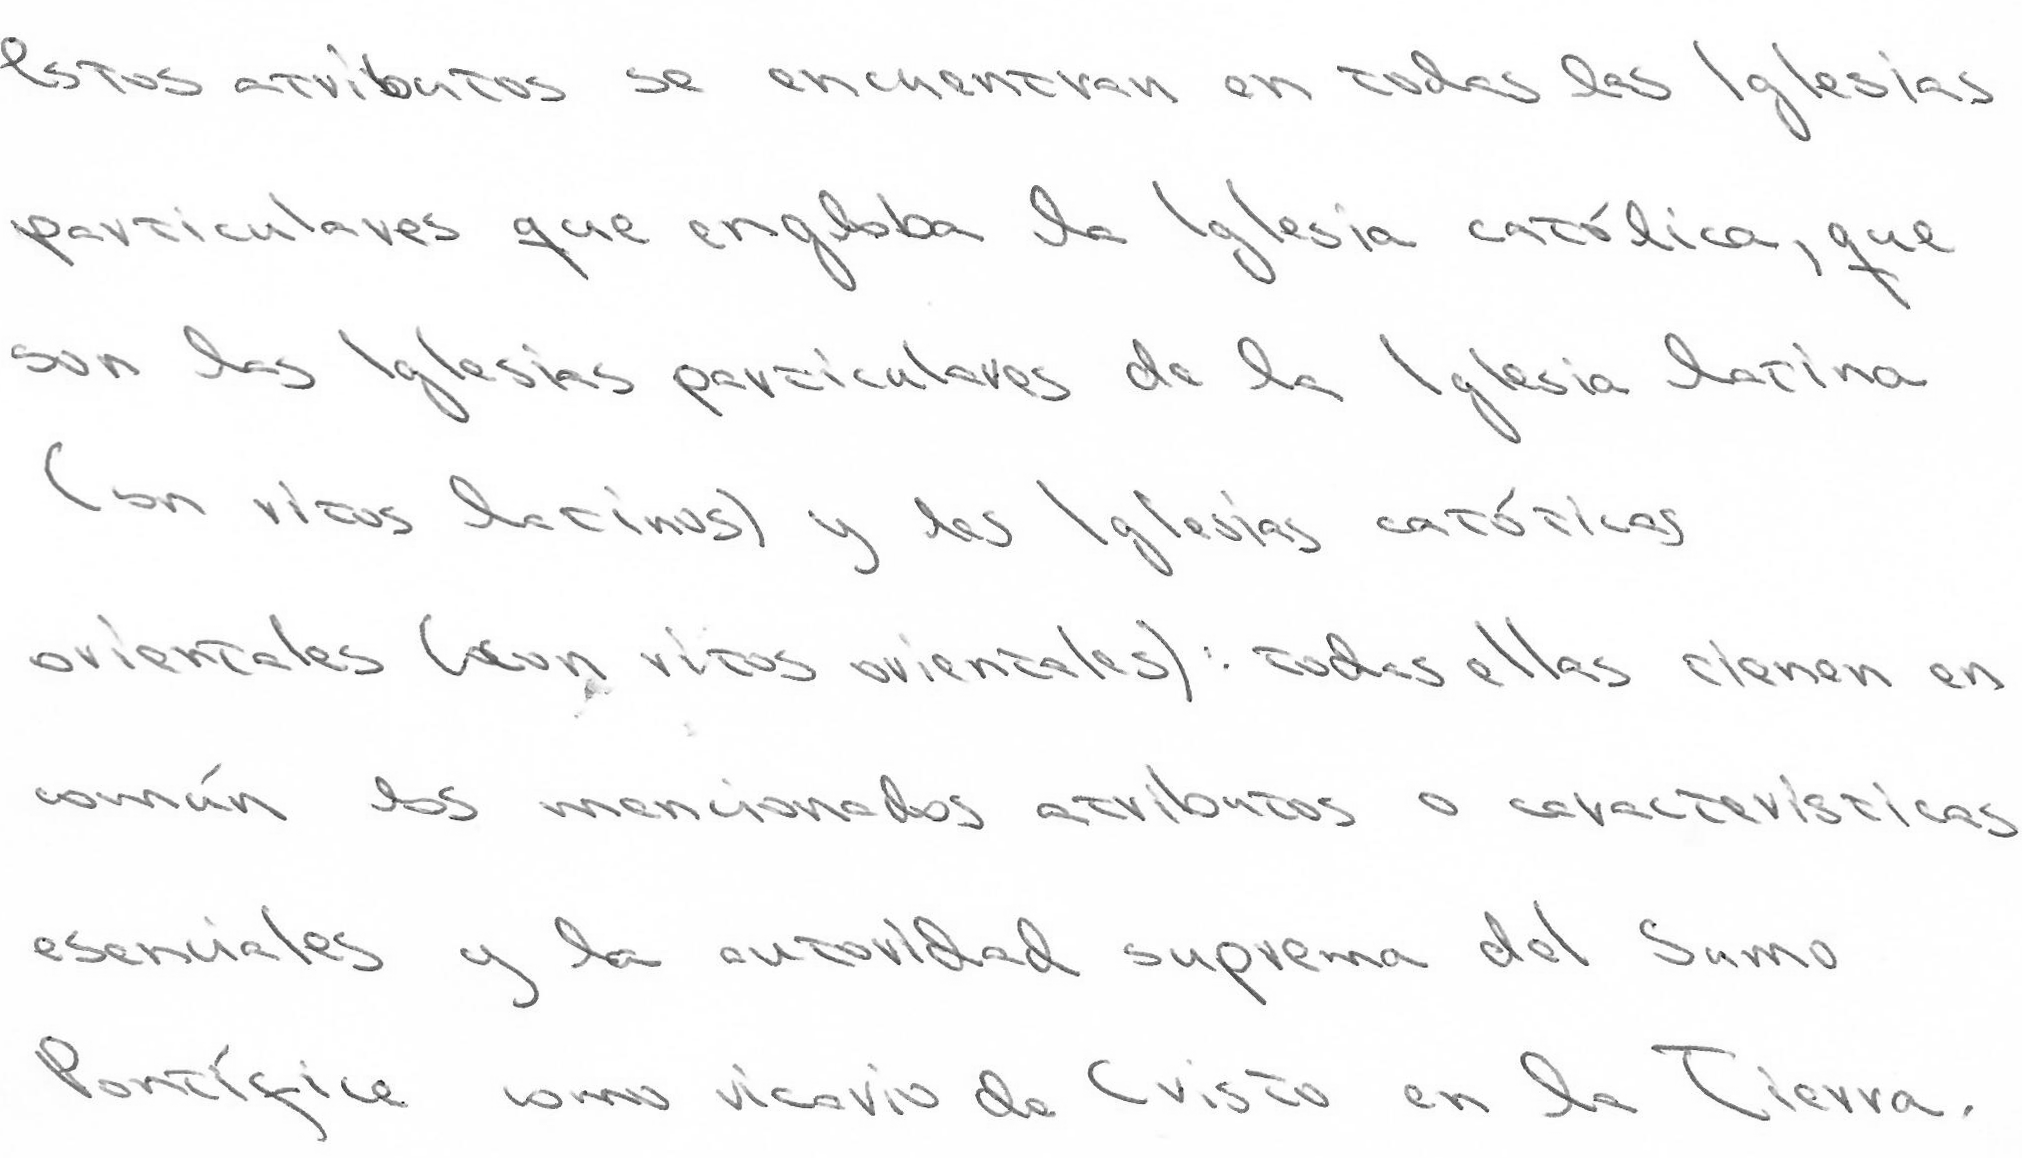 Estos atributos se encuentran en todas las Iglesias
particulares que engloba la Iglesia católica, que
son las Iglesias particulares de la Iglesia latina
(con ritos latinos) y las Iglesias catóticas
orientales (con ritos orientales): todas ellas tienen en
común los mencionados atributos o características
esenciales y la autoridad suprema del Sumo
Pontífice como vicario de Cristo en la Tierra.